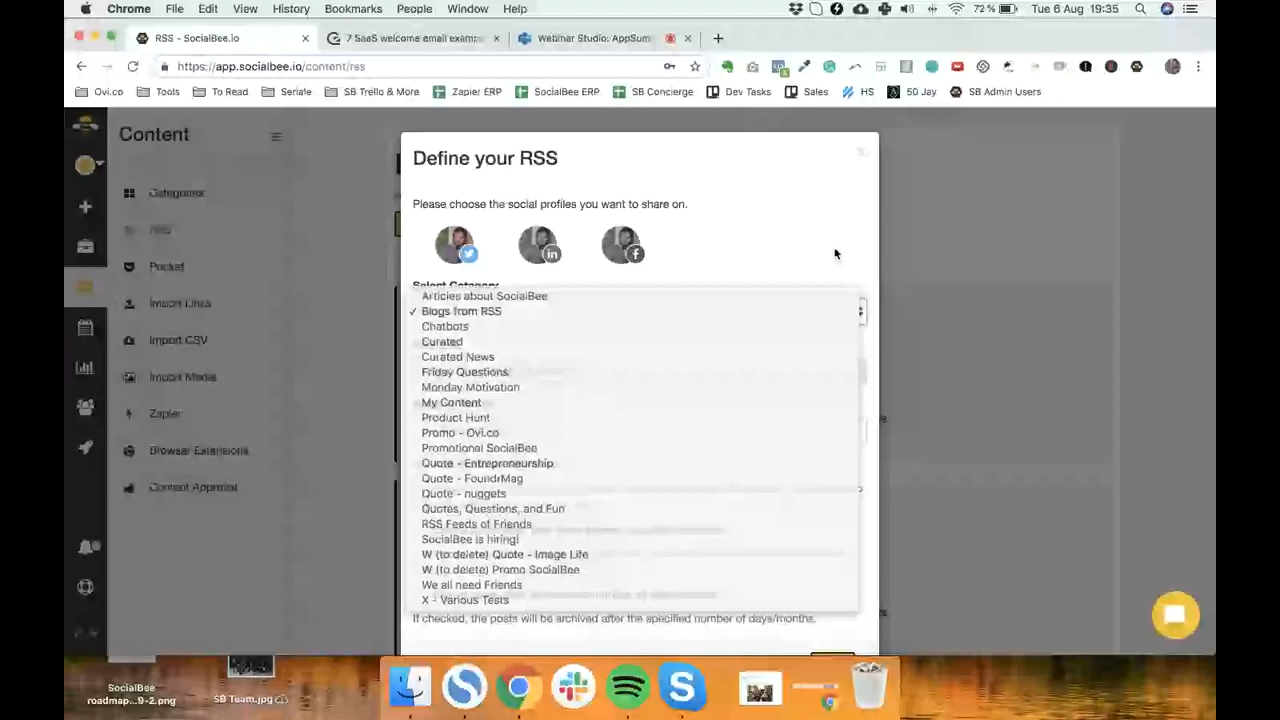 Chrome File Edit View History Bookmarks People Window Help 72 % Tue 6 Aug 19:35
RSS - SocialBee.io 7 SaaS welcome email exam Webinar Studio: AppSum
https://app.socialbee.io/content/rss
Ovi.co Tools To Read Seriale SB Trello & More Zapier ERP SocialBee ERP SB Concierge Dev Tasks Sales HS 50 Jay SB Admin Users
Content
Categories
RSS
Pocket
Import Links
Import CSV
Import Media
Zapier
Browser Extensions
Content Approval
Define your RSS
Please choose the social profiles you want to share on.
Select Category
Articles about SocialBee
✓ Blogs from RSS
Chatbots
Curated
Curated News
Friday Questions
Monday Motivation
My Content
Product Hunt
Promo - Ovi.co
Promotional SocialBee
Quote - Entrepreneurship
Quote - FoundrMag
Quote - nuggets
Quotes, Questions, and Fun
RSS Feeds of Friends
SocialBee is hiring!
W (to delete) Quote - Image Life
W (to delete) Promo SocialBee
We all need Friends
X - Various Tests
If checked, the posts will be archived after the specified number of days/months.
SocialBee
roadmap...9-2.png
SB Team.jpg